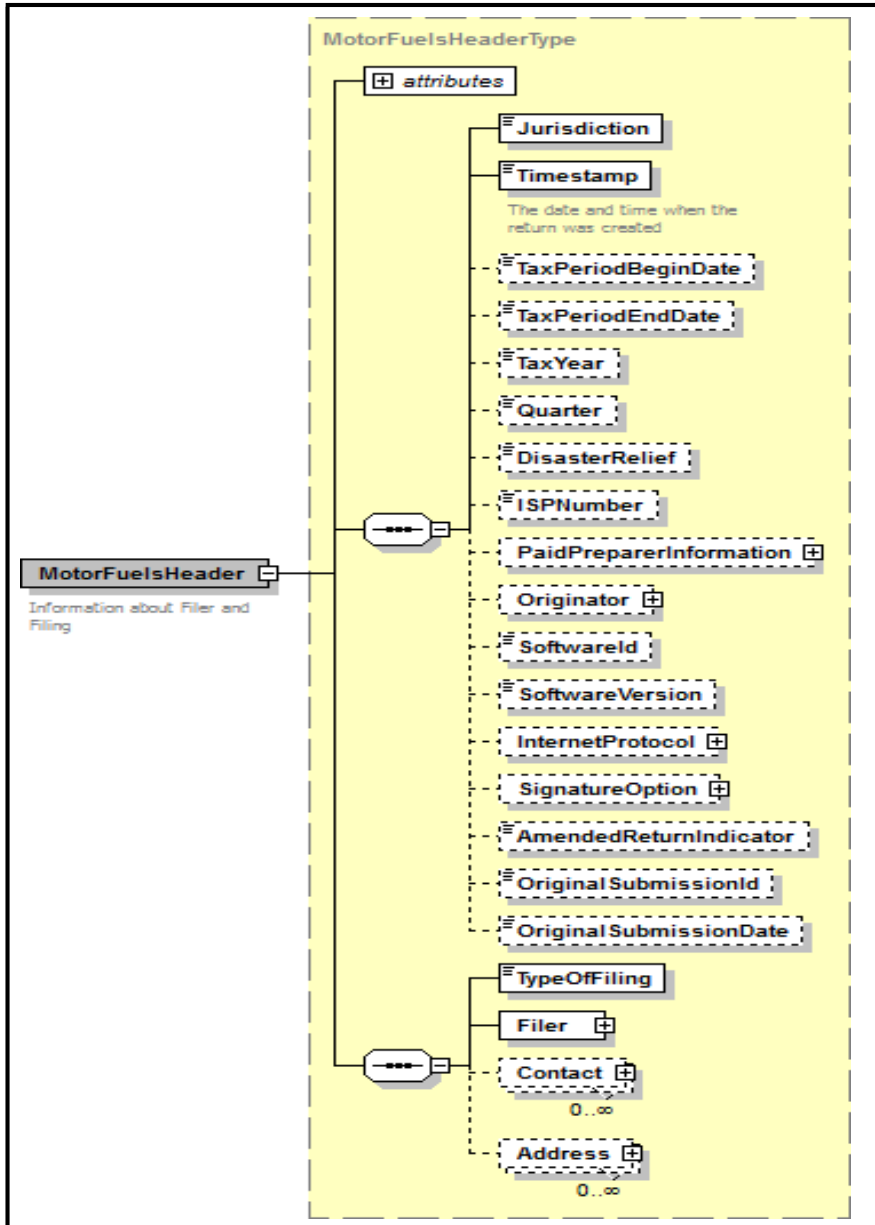 MotorFuelsHeaderType
attributes
Jurisdiction
Timestamp
The date and time when the
return was created
TaxPeriodBeginDate
TaxPeriodEndDate
TaxYear
Quarter
DisasterRelief
ISPNumber
PaidPreparerInformation
Originator
SoftwareId
SoftwareVersion
InternetProtocol
SignatureOption
AmendedReturnIndicator
OriginalSubmissionId
OriginalSubmissionDate
MotorFuelsHeader
Information about Filer and
Filing
TypeOfFiling
Filer
Contact
0..∞
Address
0..∞